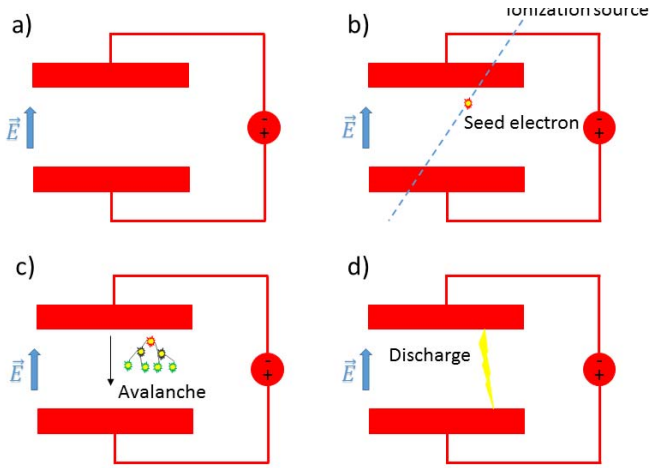 a)
E
-
+
b)
ionization source
Seed electron
E
-
+
c)
E
-
+
Avalanche
d)
Discharge
E
-
+